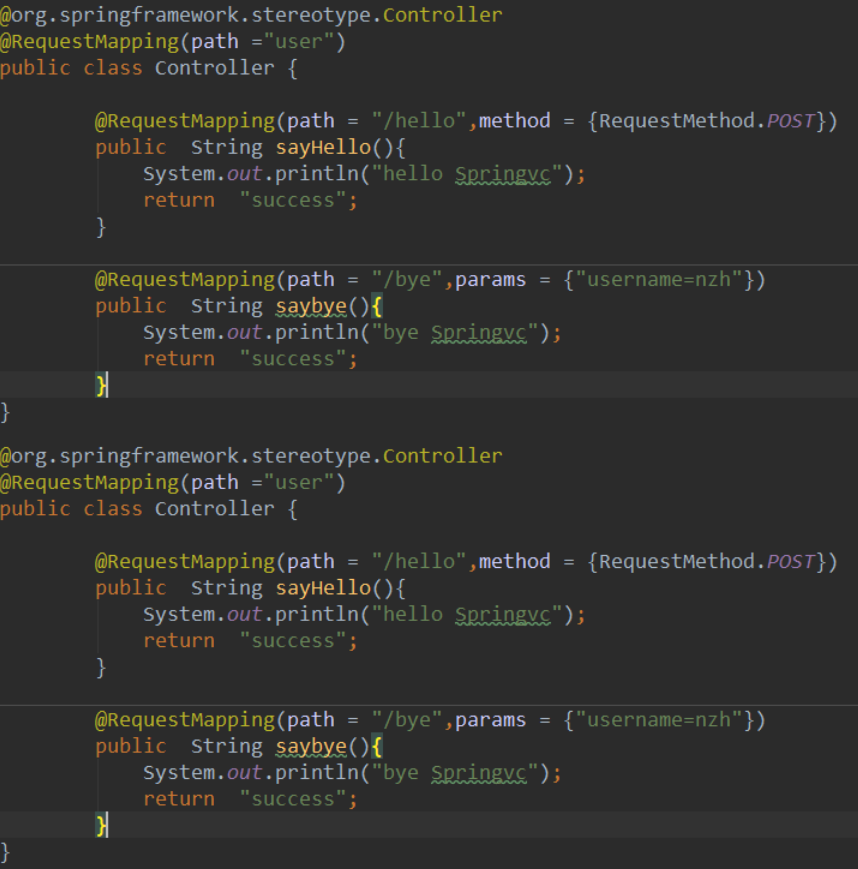 @org.springframework.stereotype.Controller
@RequestMapping(path ="user")
public class Controller {
@RequestMapping(path = "/hello",method = {RequestMethod.POST})
public  String sayHello(){
System.out.println("hello Springvc");
return  "success";
}
@RequestMapping(path = "/bye",params = {"username=nzh"})
public  String saybye(){
System.out.println("bye Springvc");
return  "success";
}
}
@org.springframework.stereotype.Controller
@RequestMapping(path ="user")
public class Controller {
@RequestMapping(path = "/hello",method = {RequestMethod.POST})
public  String sayHello(){
System.out.println("hello Springvc");
return  "success";
}
@RequestMapping(path = "/bye",params = {"username=nzh"})
public  String saybye(){
System.out.println("bye Springvc");
return  "success";
}
}